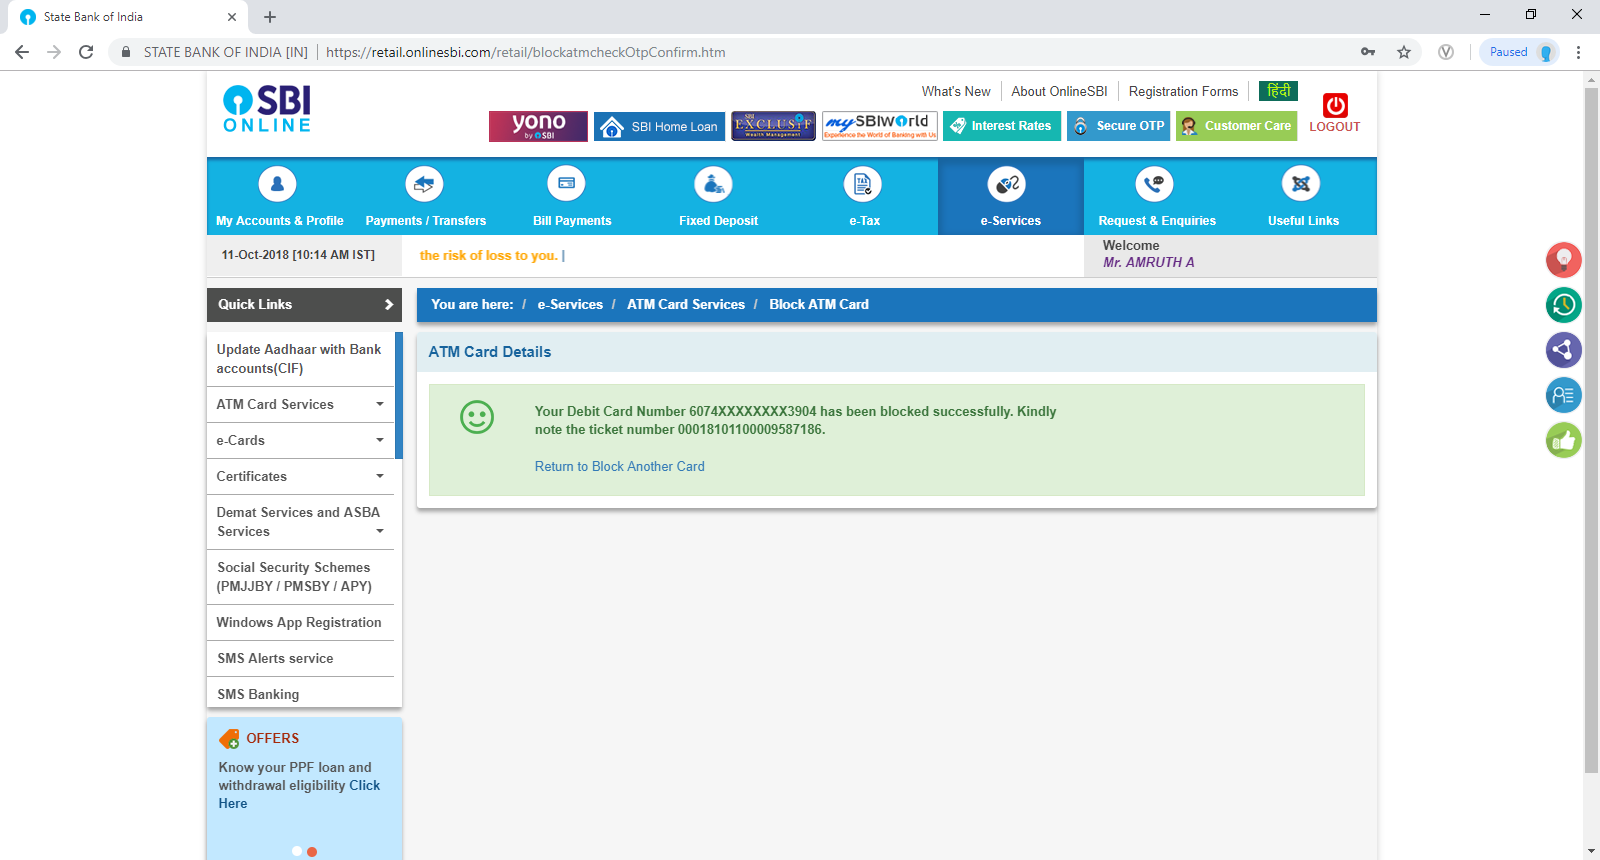 State Bank of India
STATE BANK OF INDIA [IN] https://retail.onlinesbi.com/retail/blockatmcheckOtpConfirm.htm
Paused
SBI
ONLINE
What's New About OnlineSBI Registration Forms हिंदी
yono
by SBI
SBI Home Loan
SBI
EXCLUSIF
Wealth Management
mySBIWorld
Experience the World of Banking with Us
Interest Rates
Secure OTP
Customer Care
LOGOUT
TAX
My Accounts & Profile Payments / Transfers Bill Payments Fixed Deposit e-Tax e-Services Request & Enquiries Useful Links
11-Oct-2018 [10:14 AM IST]
the risk of loss to you. |
Welcome
Mr. AMRUTH A
Quick Links
You are here: / e-Services / ATM Card Services / Block ATM Card
Update Aadhaar with Bank
accounts(CIF)
ATM Card Services
e-Cards
Certificates
Demat Services and ASBA
Services
Social Security Schemes
(PMJJBY / PMSBY / APY)
Windows App Registration
SMS Alerts service
SMS Banking
ATM Card Details
Your Debit Card Number 6074XXXXXXXX3904 has been blocked successfully. Kindly
note the ticket number 00018101100009587186.
Return to Block Another Card
OFFERS
Know your PPF loan and
withdrawal eligibility Click
Here